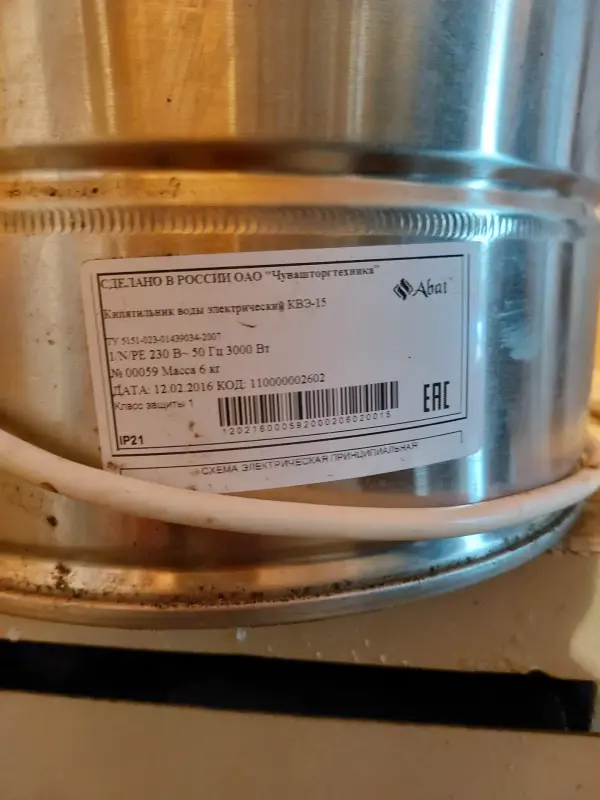 СДЕЛАНО В РОССИИ ОАО "Чувашторгтехника"
Abat
Кипятильник воды электрический КВЭ-15
ТУ 5151-023-01439034-2007
1/N/PE 230 В~ 50 Гц 3000 Вт
№ 00059 Масса 6 кг
ДАТА: 12.02.2016 КОД: 110000002602
Класс защиты 1
EAC
120216000592000206020015
IP21
СХЕМА ЭЛЕКТРИЧЕСКАЯ ПРИНЦИПИАЛЬНАЯ